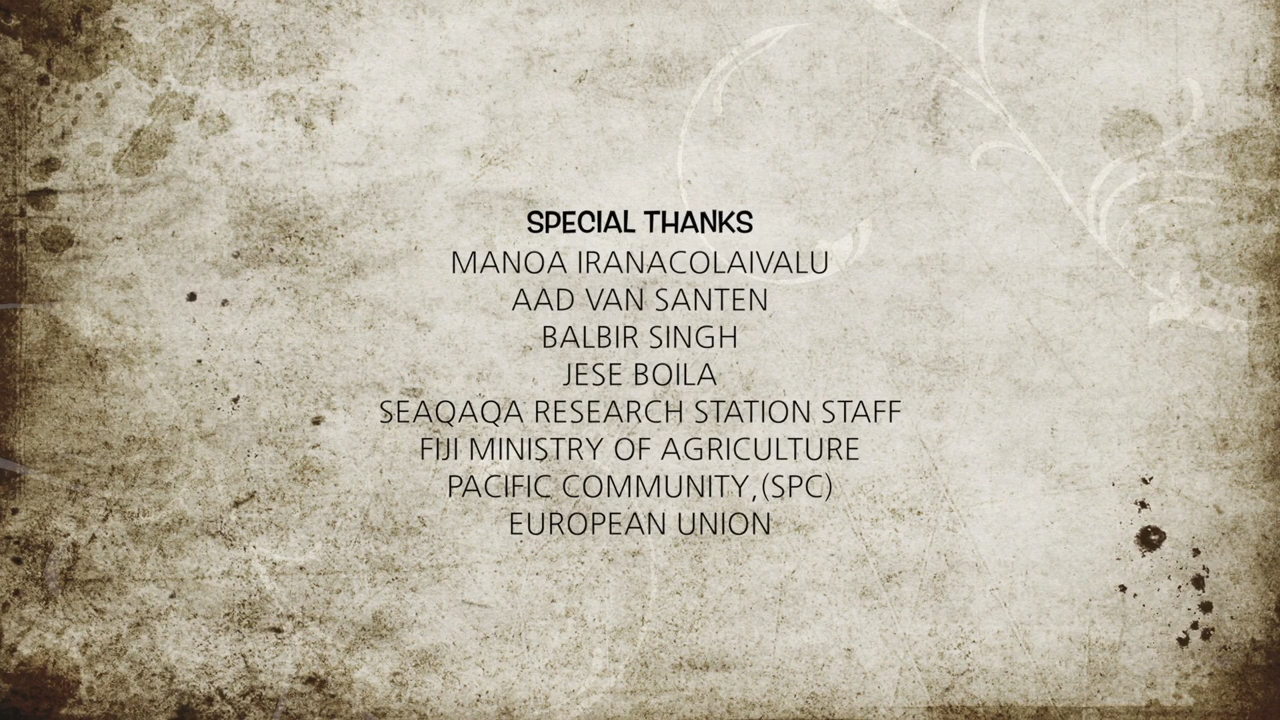 SPECIAL THANKS
MANOA IRANACOLAIVALU
AAD VAN SANTEN
BALBIR SINGH
JESE BOILA
SEAQAQA RESEARCH STATION STAFF
FIJI MINISTRY OF AGRICULTURE
PACIFIC COMMUNITY,(SPC)
EUROPEAN UNION